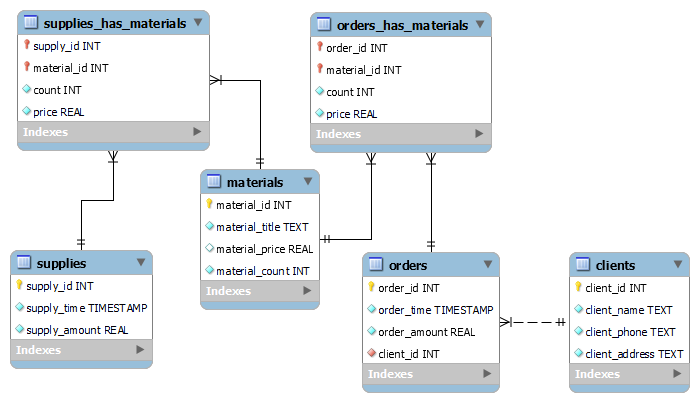 supplies_has_materials
supply_id INT
material_id INT
count INT
price REAL
Indexes
orders_has_materials
order_id INT
material_id INT
count INT
price REAL
Indexes
materials
material_id INT
material_title TEXT
material_price REAL
material_count INT
Indexes
supplies
supply_id INT
supply_time TIMESTAMP
supply_amount REAL
Indexes
orders
order_id INT
order_time TIMESTAMP
order_amount REAL
client_id INT
Indexes
clients
client_id INT
client_name TEXT
client_phone TEXT
client_address TEXT
Indexes